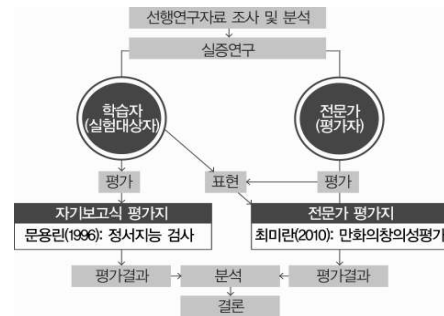 선행연구자료 조사 및 분석
실증연구
학습자
(실험대상자)
전문가
(평가자)
평가
표현
평가
자기보고식 평가지
문용린(1996): 정서지능 검사
전문가 평가지
최미란(2010): 만화의창의성평가
평가결과
분석
평가결과
결론